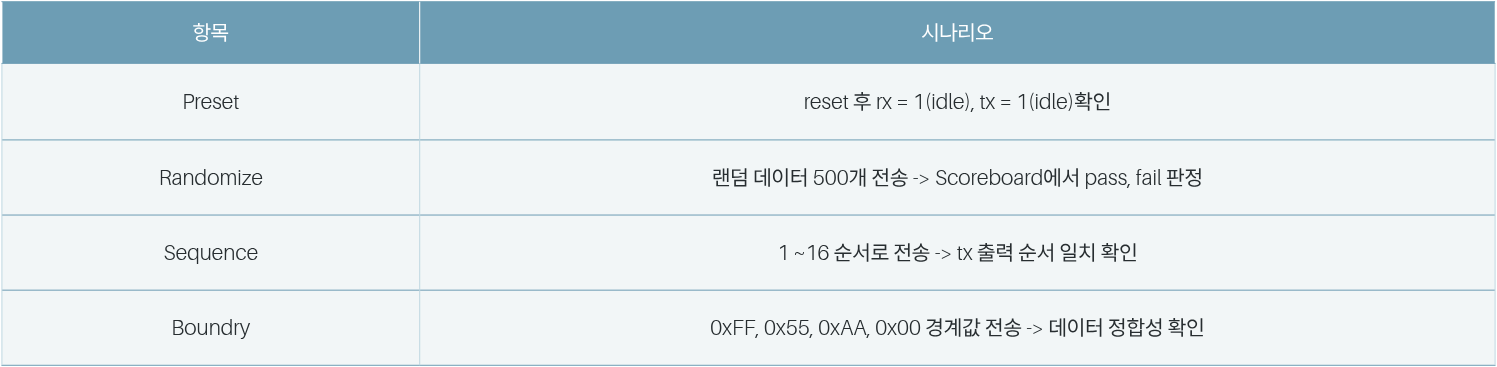 항목 시나리오
Preset reset 후 rx = 1(idle), tx = 1(idle)확인
Randomize 랜덤 데이터 500개 전송 -> Scoreboard에서 pass, fail 판정
Sequence 1 ~16 순서로 전송 -> tx 출력 순서 일치 확인
Boundry 0xFF, 0x55, 0xAA, 0x00 경계값 전송 -> 데이터 정합성 확인